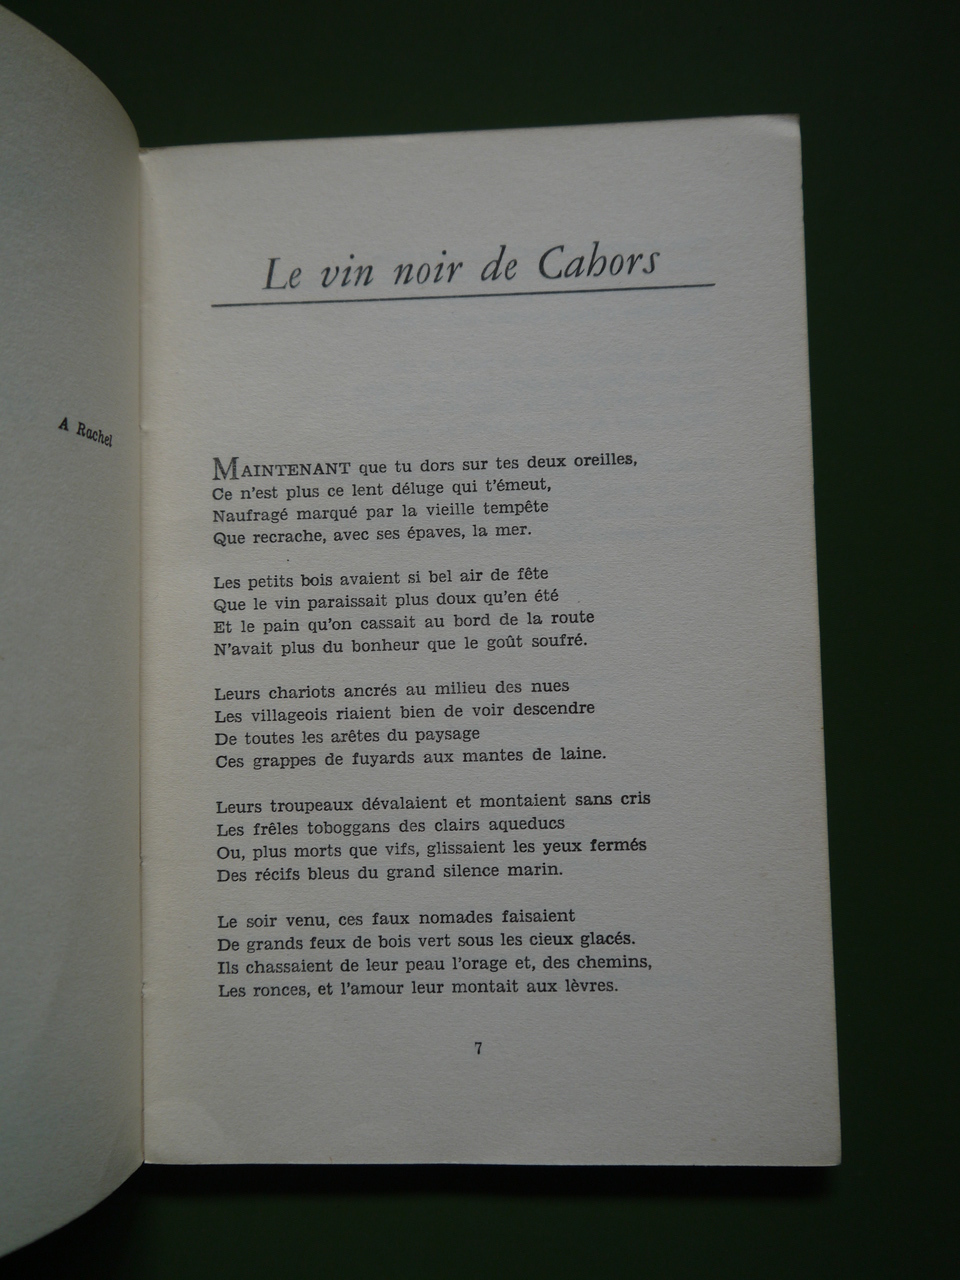 A Rachel
Le vin noir de Cahors
MAINTENANT que tu dors sur tes deux oreilles,
Ce n'est plus ce lent déluge qui t'émeut,
Naufragé marqué par la vieille tempête
Que recrache, avec ses épaves, la mer.
Les petits bois avaient si bel air de fête
Que le vin paraissait plus doux qu'en été
Et le pain qu'on cassait au bord de la route
N'avait plus du bonheur que le goût soufré.
Leurs chariots ancrés au milieu des nues
Les villageois riaient bien de voir descendre
De toutes les arêtes du paysage
Ces grappes de fuyards aux mantes de laine.
Leurs troupeaux dévalaient et montaient sans cris
Les frêles toboggans des clairs aqueducs
Ou, plus morts que vifs, glissaient les yeux fermés
Des récifs bleus du grand silence marin.
Le soir venu, ces faux nomades faisaient
De grands feux de bois vert sous les cieux glacés.
Ils chassaient de leur peau l'orage et, des chemins,
Les ronces, et l'amour leur montait aux lèvres.
7